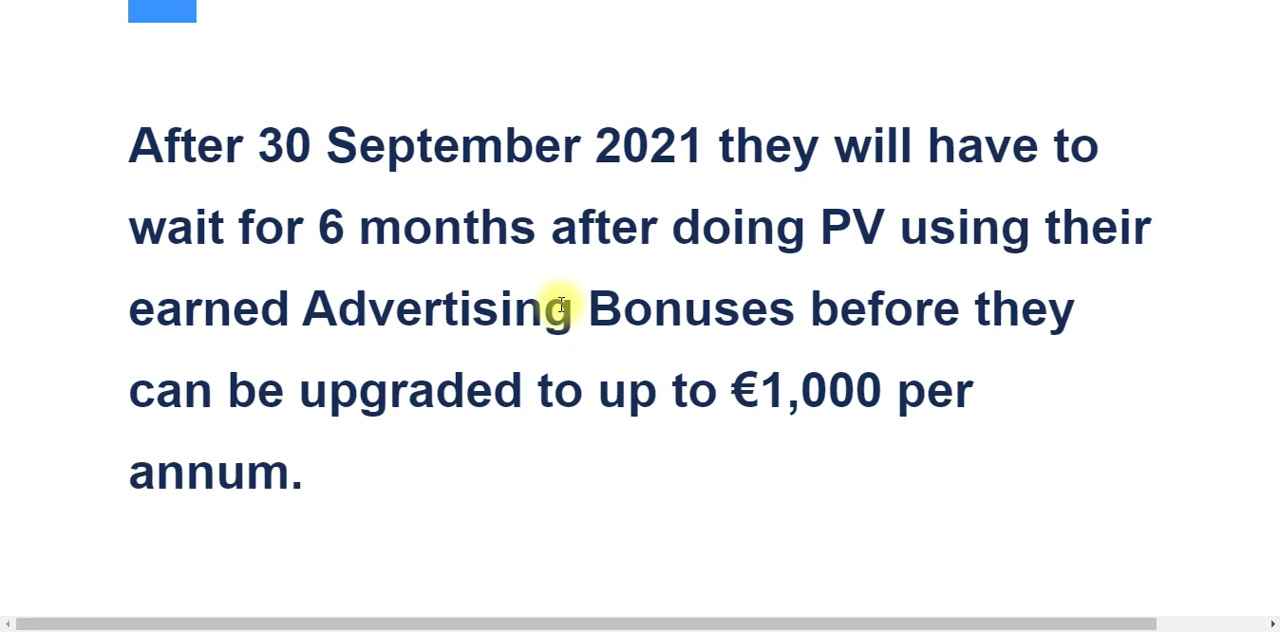 After 30 September 2021 they will have to
wait for 6 months after doing PV using their
earned Advertising Bonuses before they
can be upgraded to up to €1,000 per
annum.